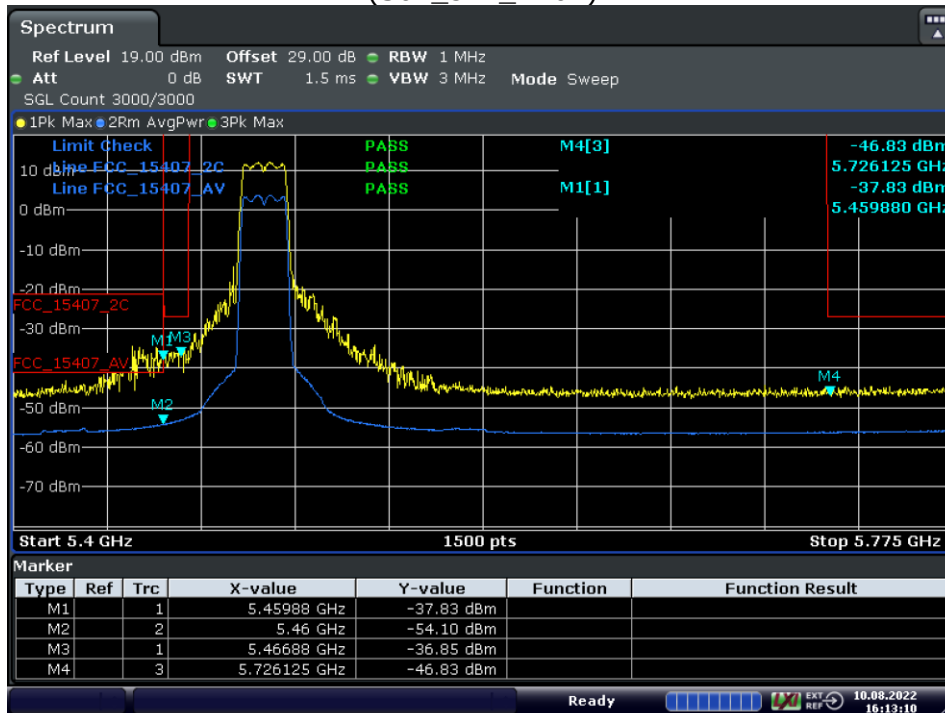 Spectrum
Ref Level 19.00 dBm Offset 29.00 dB RBW 1 MHz
Att 0 dB SWT 1.5 ms VBW 3 MHz Mode Sweep
SGL Count 3000/3000
1Pk Max 2Rm AvgPwr 3Pk Max
Limit Check PASS M4[3] -46.83 dBm
10 dBm Line FCC_15407_2C PASS 5.726125 GHz
Line FCC_15407_AV PASS M1[1] -37.83 dBm
0 dBm 5.459880 GHz
-10 dBm
-20 dBm
FCC_15407_2C
-30 dBm
M1 M3
FCC_15407_AV
M4
-50 dBm M2
-60 dBm
-70 dBm
Start 5.4 GHz 1500 pts Stop 5.775 GHz
Marker
Type Ref Trc X-value Y-value Function Function Result
M1 1 5.45988 GHz -37.83 dBm
M2 2 5.46 GHz -54.10 dBm
M3 1 5.46688 GHz -36.85 dBm
M4 3 5.726125 GHz -46.83 dBm
Ready LXI EXT REF 10.08.2022
16:13:10